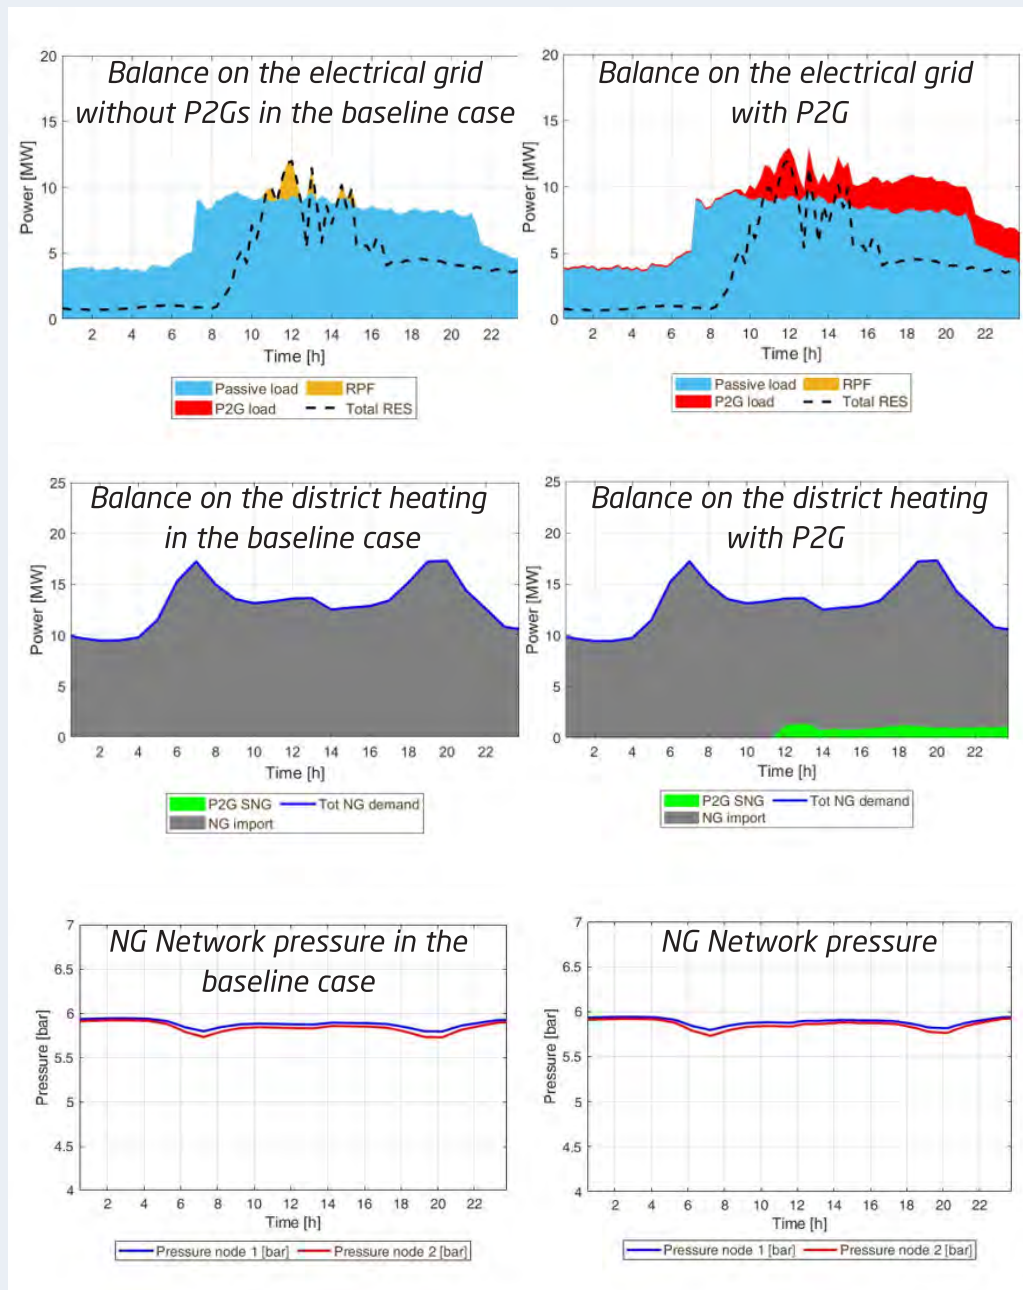 Balance on the electrical grid
without P2Gs in the baseline case
20
15
10
5
0
Power [MW]
2 4 6 8 10 12 14 16 18 20 22
Time [h]
Passive load RPF
P2G load Total RES
Balance on the electrical grid
with P2G
20
15
10
5
0
Power [MW]
2 4 6 8 10 12 14 16 18 20 22
Time [h]
Passive load RPF
P2G load Total RES
Balance on the district heating
in the baseline case
25
20
15
10
5
0
Power [MW]
2 4 6 8 10 12 14 16 18 20 22
Time [h]
P2G SNG Tot NG demand
NG import
Balance on the district heating
with P2G
25
20
15
10
5
0
Power [MW]
2 4 6 8 10 12 14 16 18 20 22
Time [h]
P2G SNG Tot NG demand
NG import
NG Network pressure in the
baseline case
7
6.5
6
5.5
5
4.5
4
Pressure [bar]
2 4 6 8 10 12 14 16 18 20 22
Time [h]
Pressure node 1 [bar] Pressure node 2 [bar]
NG Network pressure
7
6.5
6
5.5
5
4.5
4
Pressure [bar]
2 4 6 8 10 12 14 16 18 20 22
Time [h]
Pressure node 1 [bar] Pressure node 2 [bar]